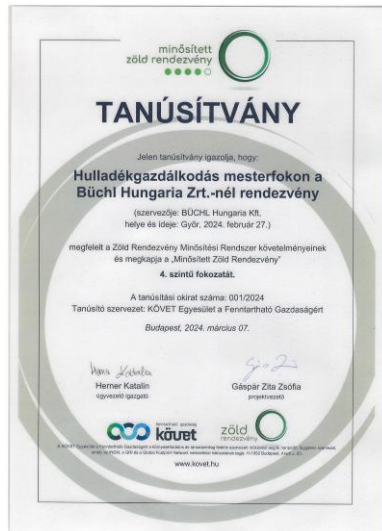 minősített
zöld rendezvény
TANÚSÍTVÁNY
Jelen tanúsítvány igazolja, hogy:
Hulladékgazdálkodás mesterfokon a
Büchl Hungaria Zrt.-nél rendezvény
(szervezője: BÜCHL Hungaria Kft.
helye és ideje: Győr, 2024. február 27.)
megfelelt a Zöld Rendezvény Minősítési Rendszer követelményeinek
és megkapja a „Minősített Zöld Rendezvény”
4. szintű fokozatát.
A tanúsítási okirat száma: 001/2024
Tanúsító szervezet: KÖVET Egyesület a Fenntartható Gazdaságért
Budapest, 2024. március 07.
Herner Katalin
ügyvezető igazgató
Gáspár Zita Zsófia
projektvezető
fenntartható gazdaság
követ
zöld
rendezvény
www.kovet.hu